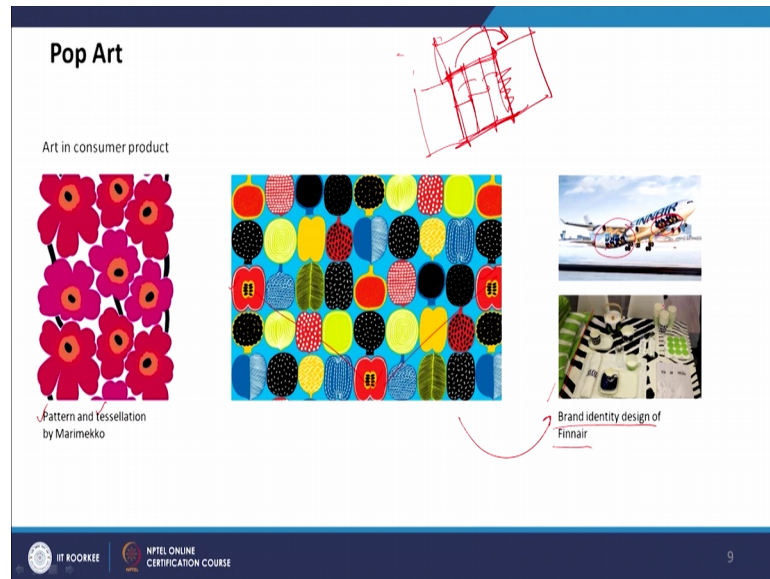 Pop Art
Art in consumer product
FINNAIR
Pattern and tessellation
by Marimekko
Brand identity design of
Finnair
IIT ROORKEE
NPTEL ONLINE
CERTIFICATION COURSE
9